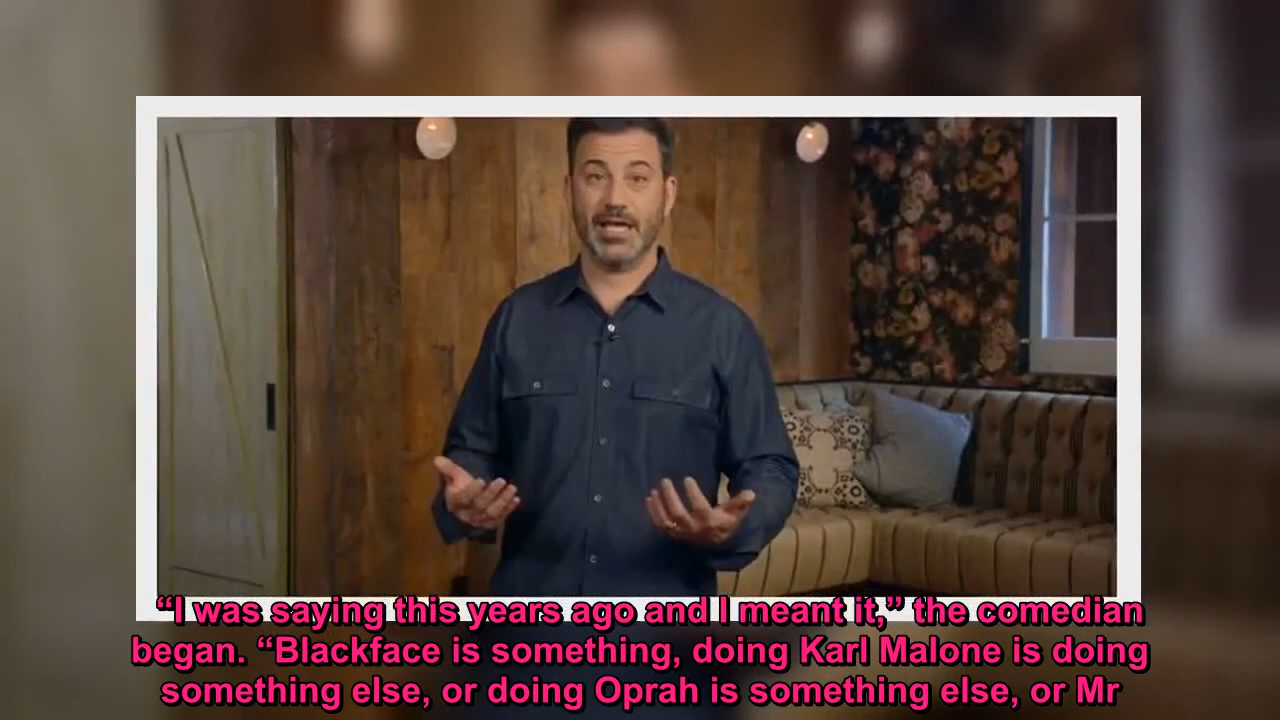 “I was saying this years ago and I meant it,” the comedian
began. “Blackface is something, doing Karl Malone is doing
something else, or doing Oprah is something else, or Mr